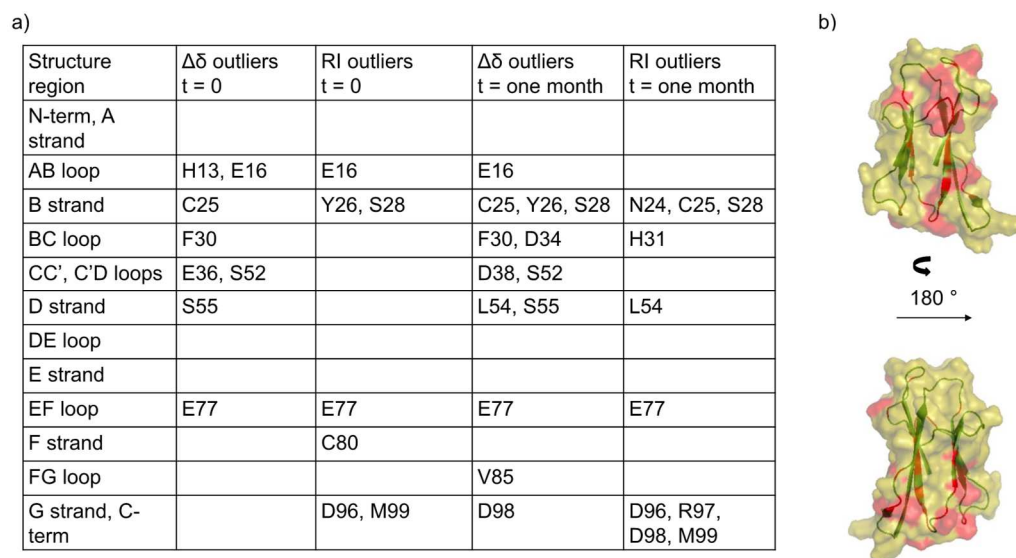 a)
b)
Structure region | Δδ outliers t = 0 | RI outliers t = 0 | Δδ outliers t = one month | RI outliers t = one month
N-term, A strand
AB loop | H13, E16 | E16 | E16
B strand | C25 | Y26, S28 | C25, Y26, S28 | N24, C25, S28
BC loop | F30 | | F30, D34 | H31
CC’, C’D loops | E36, S52 | | D38, S52
D strand | S55 | | L54, S55 | L54
DE loop
E strand
EF loop | E77 | E77 | E77 | E77
F strand | | C80
FG loop | | | V85
G strand, C-term | | D96, M99 | D98 | D96, R97, D98, M99
180 °